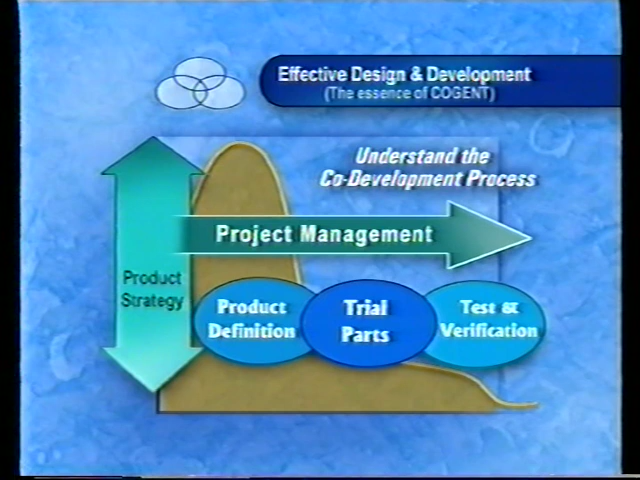 Effective Design & Development
(The essence of COGENT)
Understand the
Co-Development Process
Project Management
Product
Strategy
Product
Definition
Trial
Parts
Test &
Verification